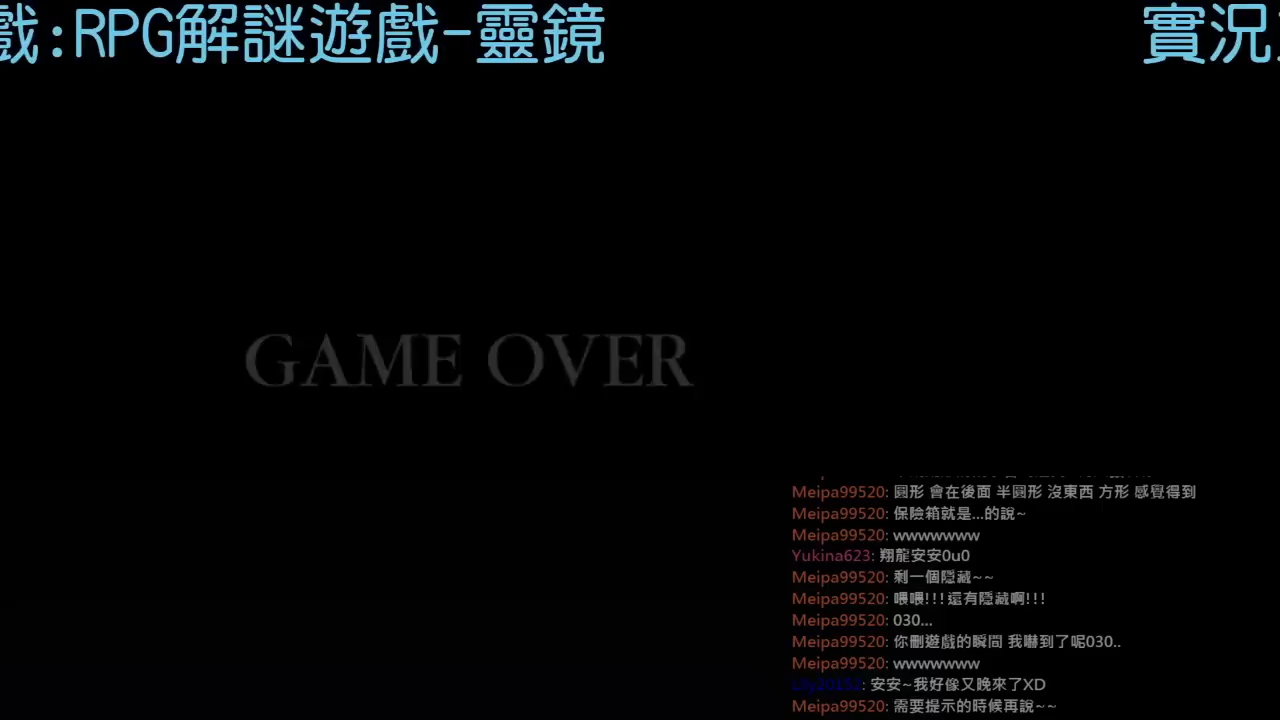 戲:RPG解謎遊戲-靈鏡
實況
GAME OVER
Meipa99520: 圓形 會在後面 半圓形 沒東西 方形 感覺得到
Meipa99520: 保險箱就是...的說~
Meipa99520: wwwwwww
Yukina623: 翔龍安安0u0
Meipa99520: 剩一個隱藏~~
Meipa99520: 喂喂!!!還有隱藏啊!!!
Meipa99520: 030...
Meipa99520: 你刪遊戲的瞬間 我嚇到了呢030..
Meipa99520: wwwwwww
: 安安~我好像又晚來了XD
Meipa99520: 需要提示的時候再說~~